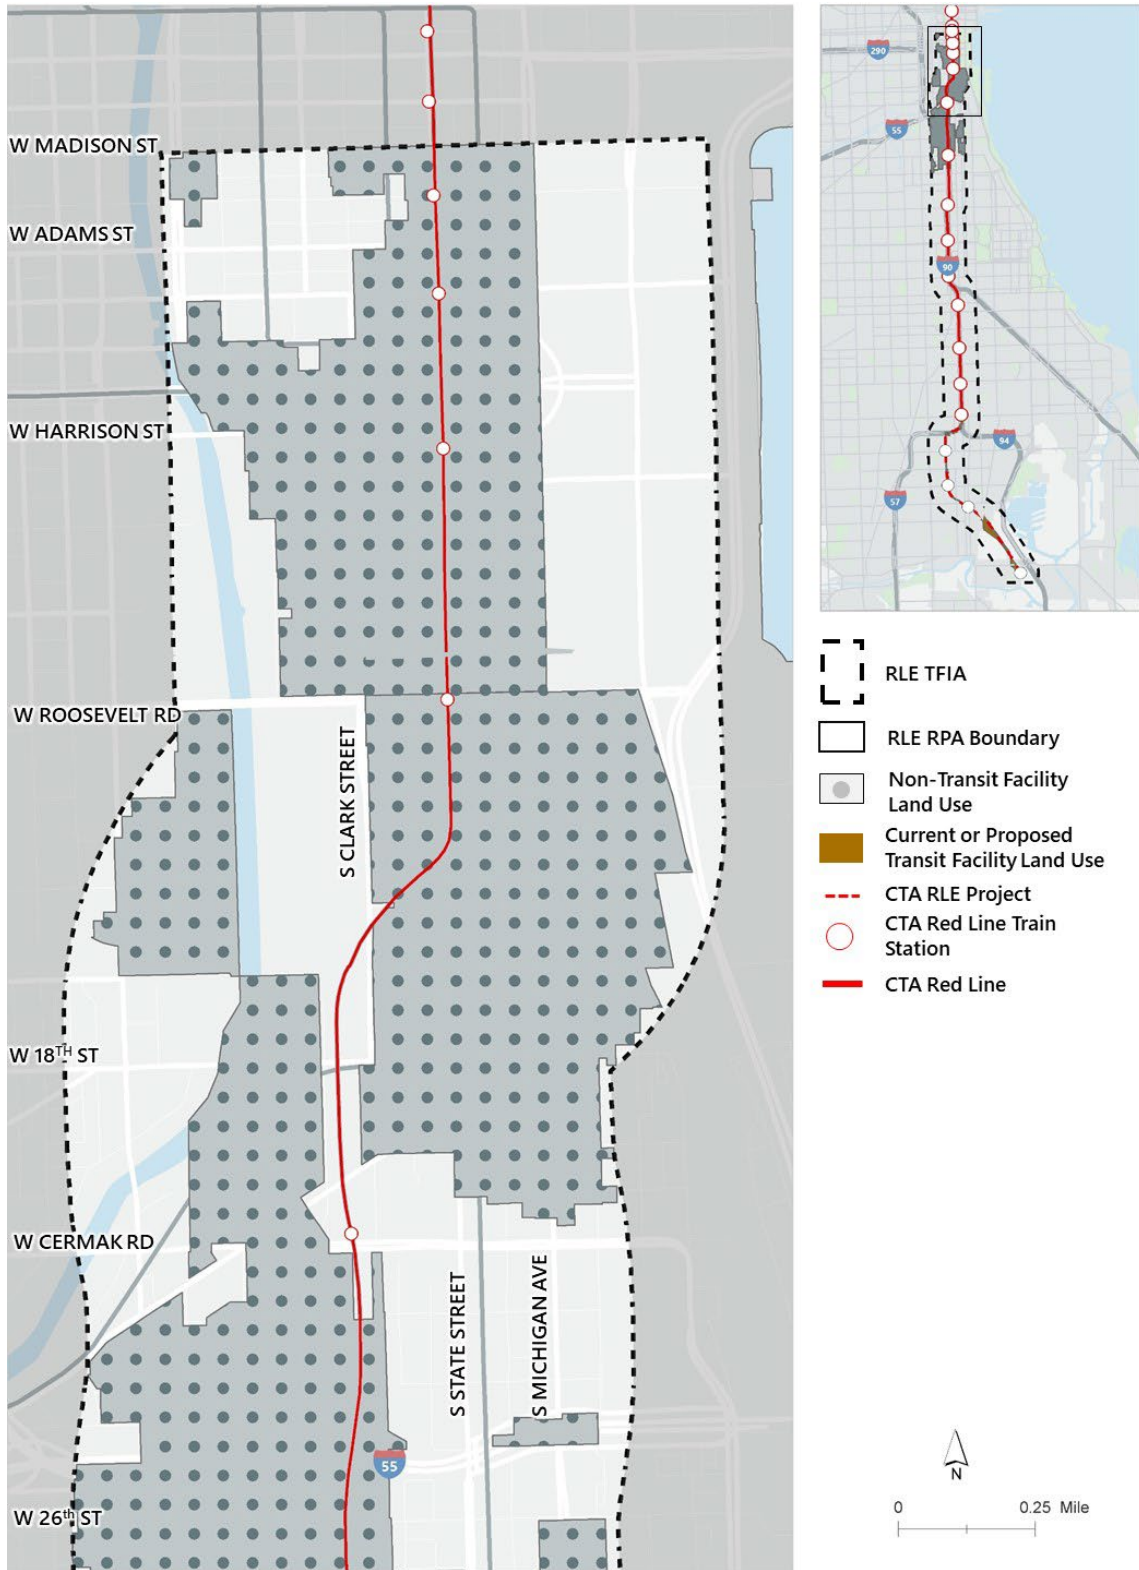 W MADISON ST
W ADAMS ST
W HARRISON ST
W ROOSEVELT RD
S CLARK STREET
W 18TH ST
W CERMAK RD
S STATE STREET
S MICHIGAN AVE
55
W 26th ST
290
55
90
94
57
RLE TFIA
RLE RPA Boundary
Non-Transit Facility
Land Use
Current or Proposed
Transit Facility Land Use
CTA RLE Project
CTA Red Line Train
Station
CTA Red Line
N
0 0.25 Mile